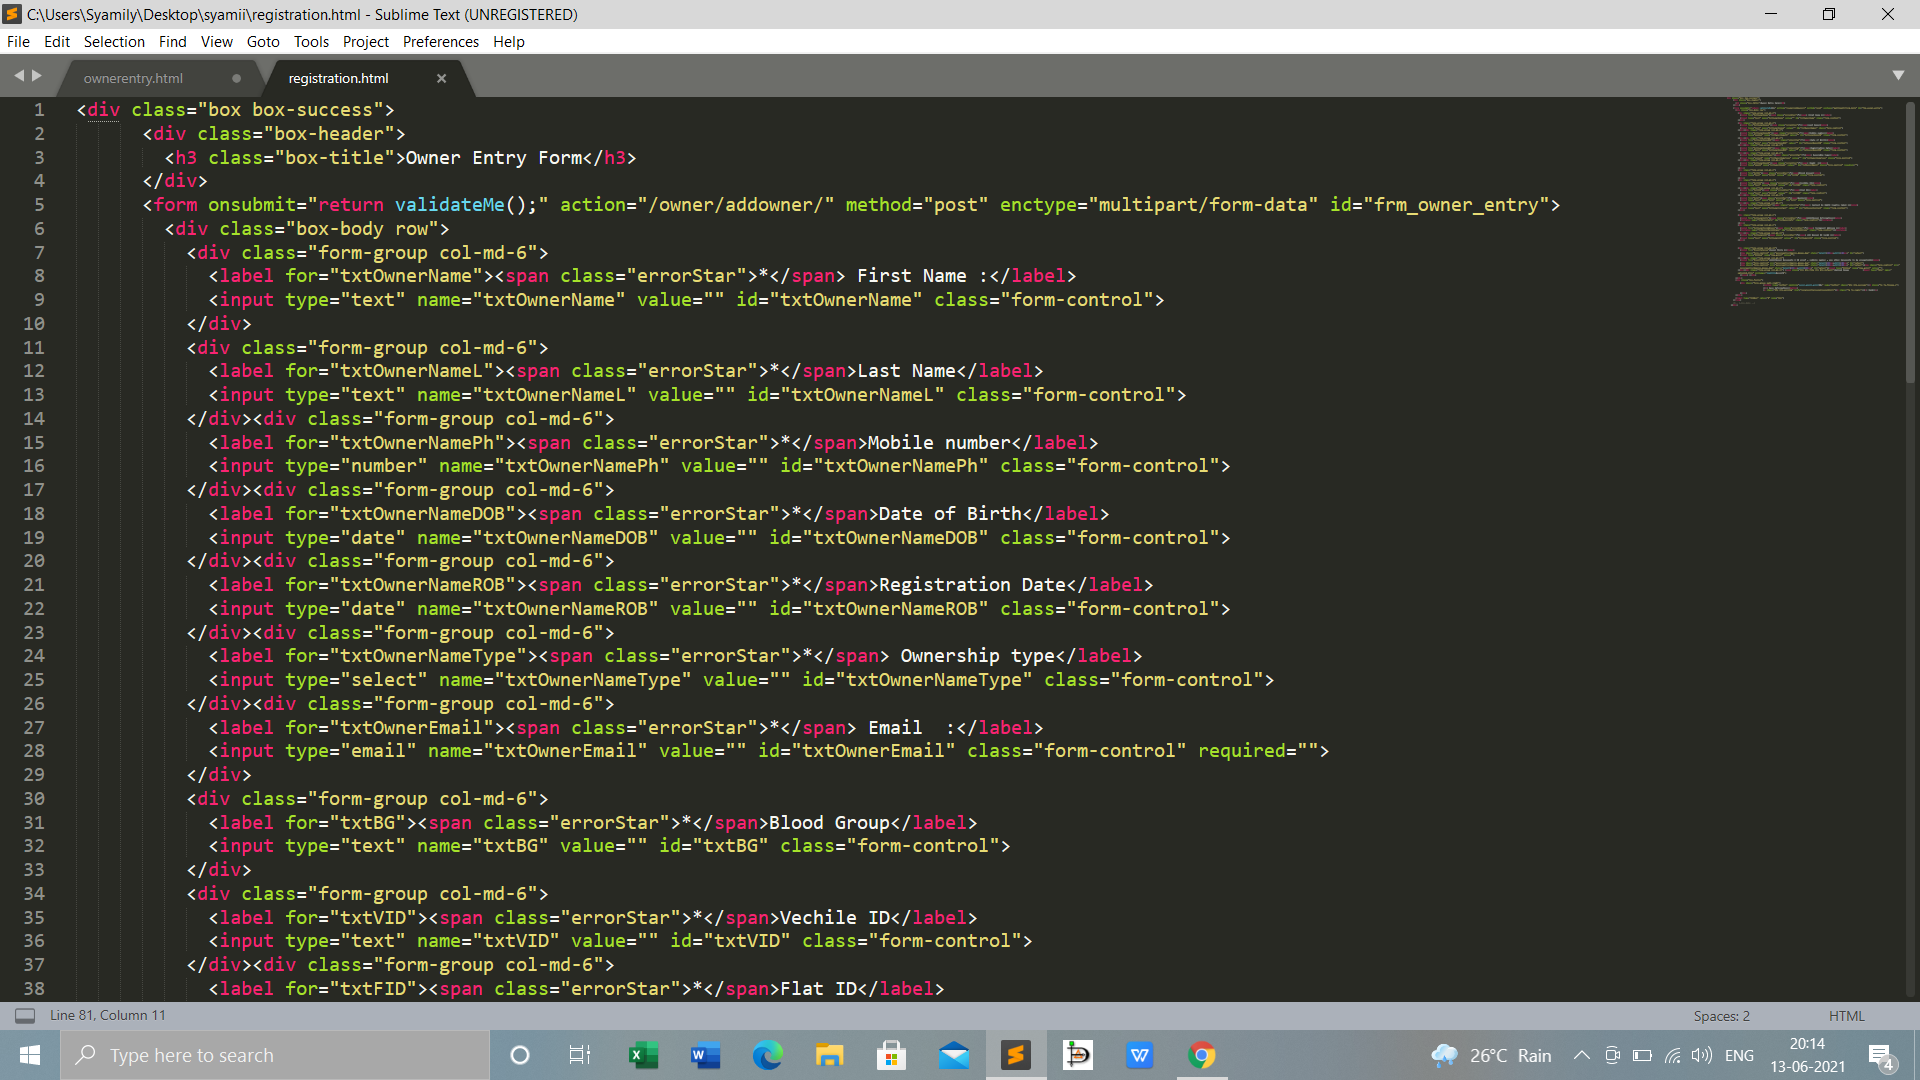 C:\Users\Syamily\Desktop\syamii\registration.html - Sublime Text (UNREGISTERED)
File Edit Selection Find View Goto Tools Project Preferences Help
ownerentry.html registration.html
1 <div class="box box-success">
2 <div class="box-header">
3 <h3 class="box-title">Owner Entry Form</h3>
4 </div>
5 <form onsubmit="return validateMe();" action="/owner/addowner/" method="post" enctype="multipart/form-data" id="frm_owner_entry">
6 <div class="box-body row">
7 <div class="form-group col-md-6">
8 <label for="txtOwnerName"><span class="errorStar">*</span> First Name :</label>
9 <input type="text" name="txtOwnerName" value="" id="txtOwnerName" class="form-control">
10 </div>
11 <div class="form-group col-md-6">
12 <label for="txtOwnerNameL"><span class="errorStar">*</span>Last Name</label>
13 <input type="text" name="txtOwnerNameL" value="" id="txtOwnerNameL" class="form-control">
14 </div><div class="form-group col-md-6">
15 <label for="txtOwnerNamePh"><span class="errorStar">*</span>Mobile number</label>
16 <input type="number" name="txtOwnerNamePh" value="" id="txtOwnerNamePh" class="form-control">
17 </div><div class="form-group col-md-6">
18 <label for="txtOwnerNameDOB"><span class="errorStar">*</span>Date of Birth</label>
19 <input type="date" name="txtOwnerNameDOB" value="" id="txtOwnerNameDOB" class="form-control">
20 </div><div class="form-group col-md-6">
21 <label for="txtOwnerNameROB"><span class="errorStar">*</span>Registration Date</label>
22 <input type="date" name="txtOwnerNameROB" value="" id="txtOwnerNameROB" class="form-control">
23 </div><div class="form-group col-md-6">
24 <label for="txtOwnerNameType"><span class="errorStar">*</span> Ownership type</label>
25 <input type="select" name="txtOwnerNameType" value="" id="txtOwnerNameType" class="form-control">
26 </div><div class="form-group col-md-6">
27 <label for="txtOwnerEmail"><span class="errorStar">*</span> Email  :</label>
28 <input type="email" name="txtOwnerEmail" value="" id="txtOwnerEmail" class="form-control" required="">
29 </div>
30 <div class="form-group col-md-6">
31 <label for="txtBG"><span class="errorStar">*</span>Blood Group</label>
32 <input type="text" name="txtBG" value="" id="txtBG" class="form-control">
33 </div>
34 <div class="form-group col-md-6">
35 <label for="txtVID"><span class="errorStar">*</span>Vechile ID</label>
36 <input type="text" name="txtVID" value="" id="txtVID" class="form-control">
37 </div><div class="form-group col-md-6">
38 <label for="txtFID"><span class="errorStar">*</span>Flat ID</label>
Line 81, Column 11 Spaces: 2 HTML
Type here to search 26°C Rain ENG 20:14
13-06-2021 4